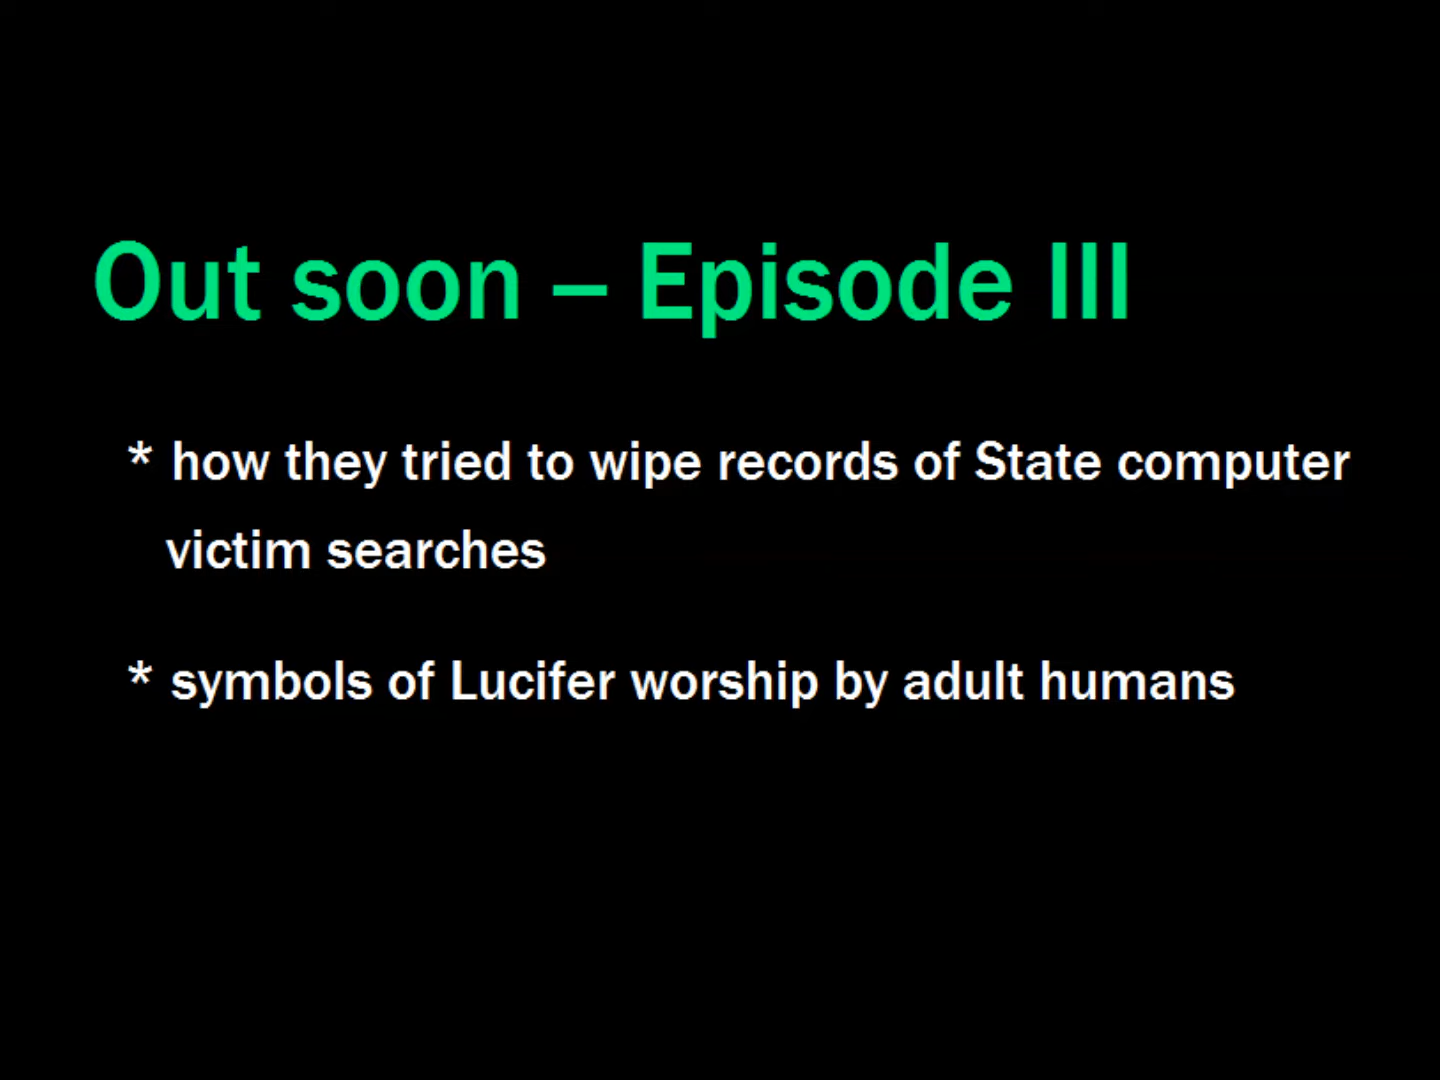 Out soon – Episode III
* how they tried to wipe records of State computer
victim searches
* symbols of Lucifer worship by adult humans